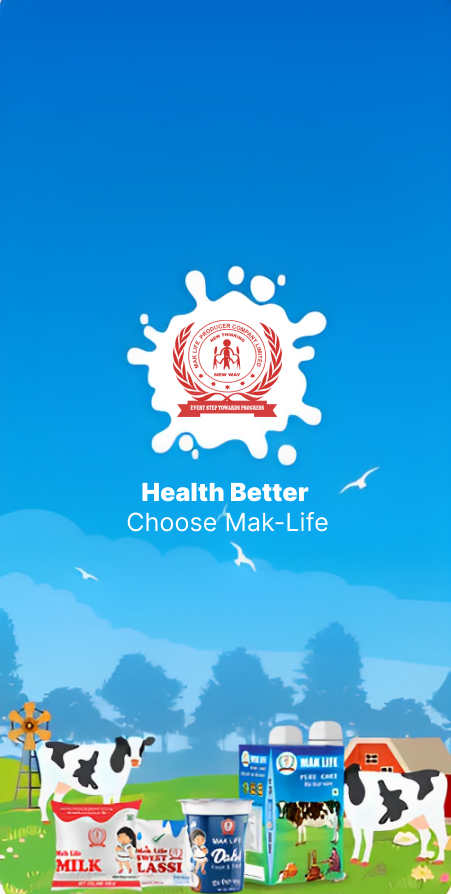 MAK LIFE PRODUCER COMPANY LIMITED
NEW THINKING
NEW WAY
EVERY STEP TOWARDS PROGRESS
Health Better
Choose Mak-Life
MAK LIFE
PURE CARE
Mak Life
MILK
Mak Life
SWEET
LASSI
MAK LIFE
Dahi